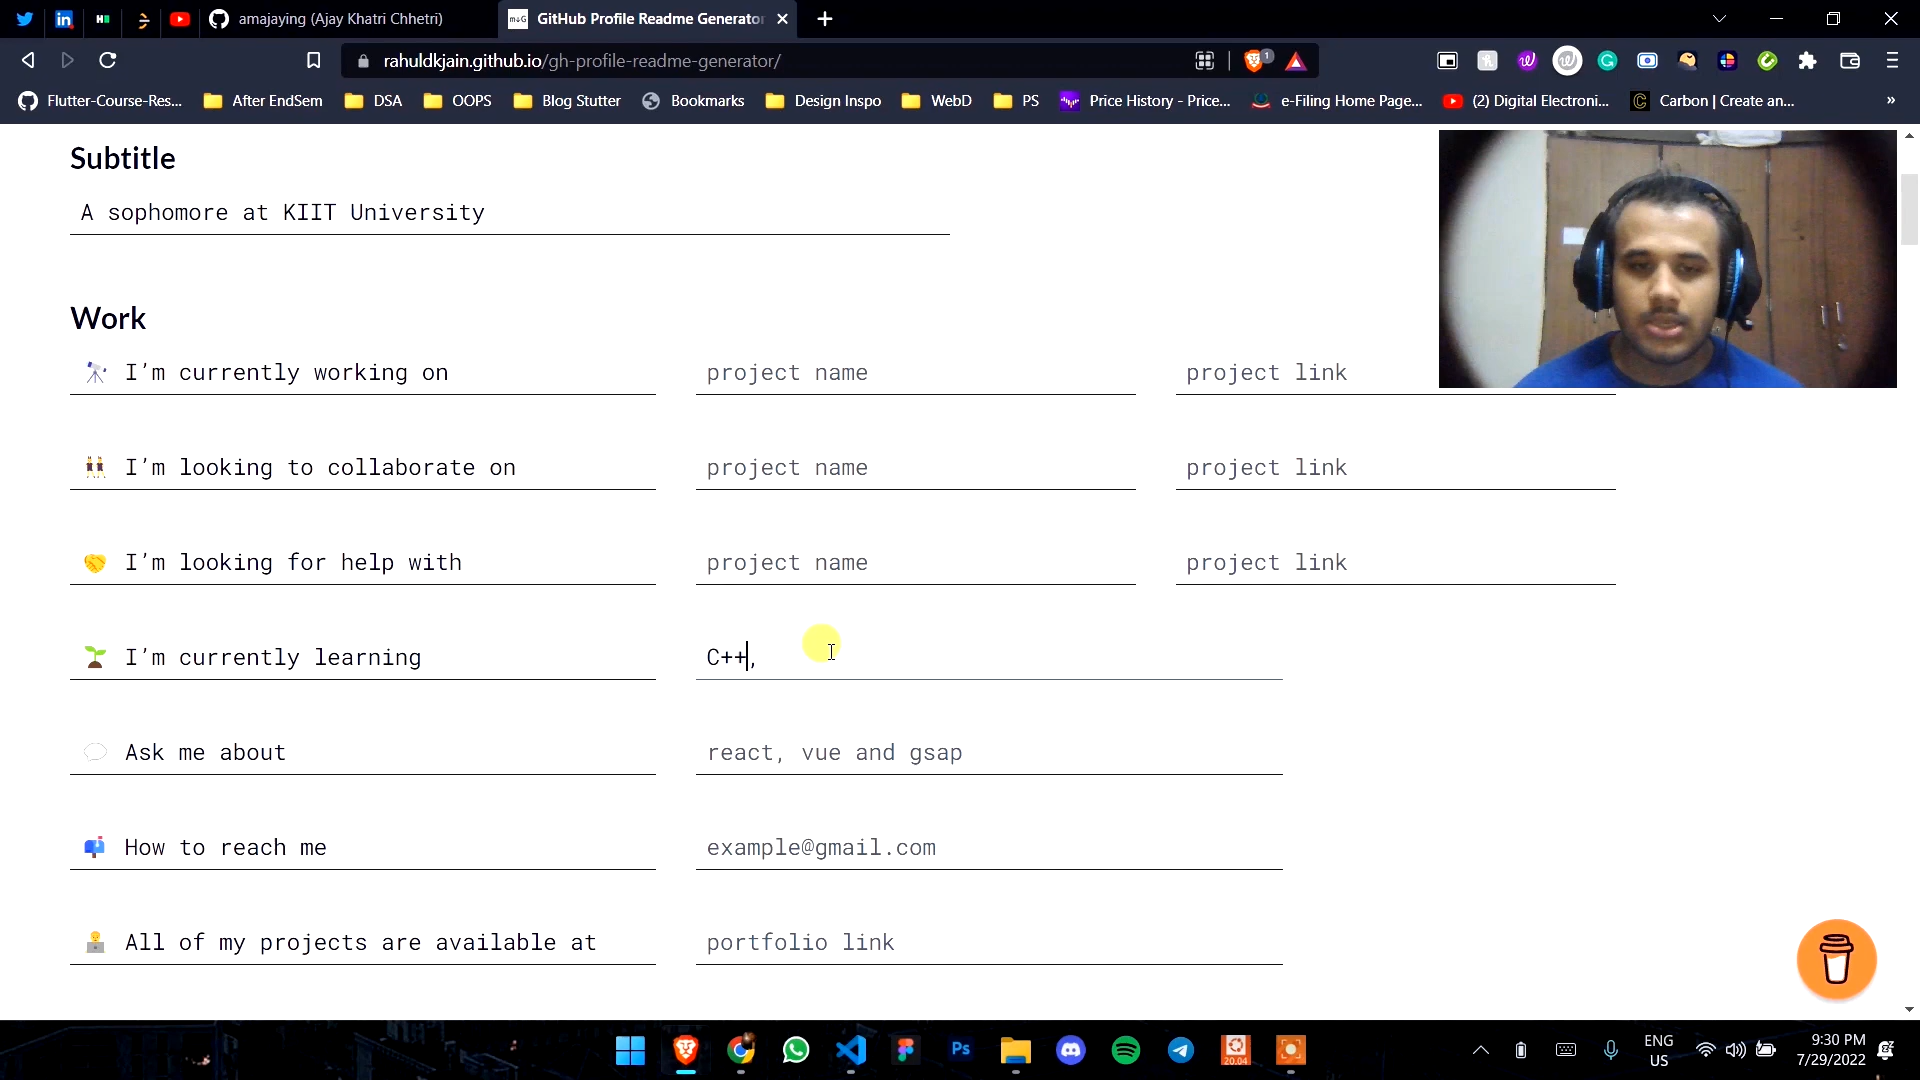 amajaying (Ajay Khatri Chhetri)
GitHub Profile Readme Generator
rahuldkjain.github.io/gh-profile-readme-generator/
Flutter-Course-Res...
After EndSem
DSA
OOPS
Blog Stutter
Bookmarks
Design Inspo
WebD
PS
Price History - Price...
e-Filing Home Page...
(2) Digital Electroni...
Carbon | Create an...
»
Subtitle
A sophomore at KIIT University
Work
I'm currently working on project name project link
I'm looking to collaborate on project name project link
I'm looking for help with project name project link
I'm currently learning C++,
Ask me about react, vue and gsap
How to reach me example@gmail.com
All of my projects are available at portfolio link
Ps
20.04
ENG
US
9:30 PM
7/29/2022